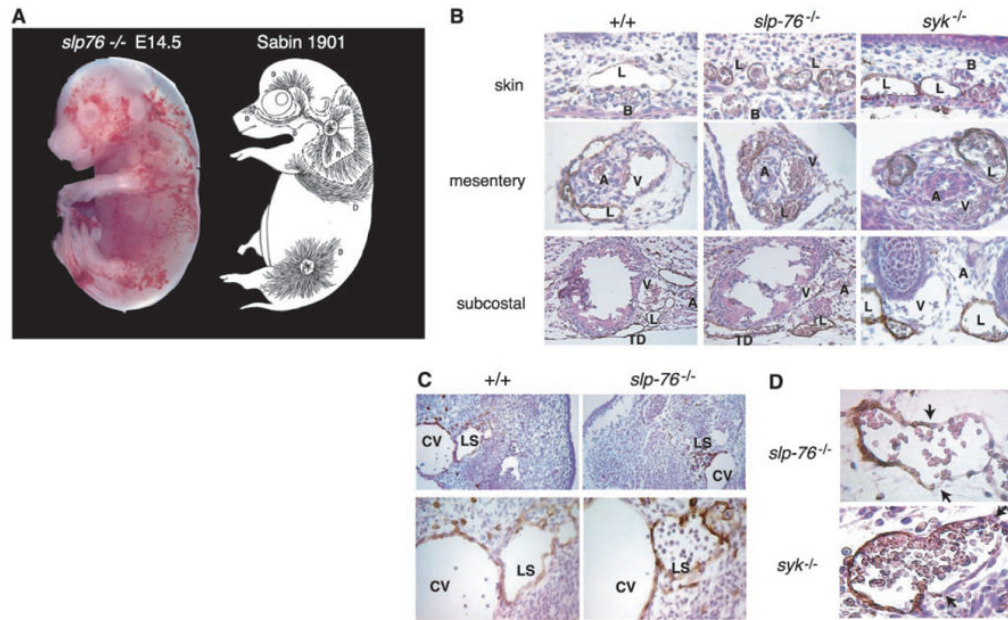 A
slp76 -/- E14.5
Sabin 1901
B
+/+
slp-76-/-
syk-/-
skin
L
B
L
L
B
B
L
L
mesentery
A
V
L
V
A
L
L
A
V
subcostal
V
A
L
TD
V
A
L
TD
A
V
L
L
C
+/+
slp-76-/-
CV
LS
LS
CV
CV
LS
CV
LS
D
slp-76-/-
syk-/-